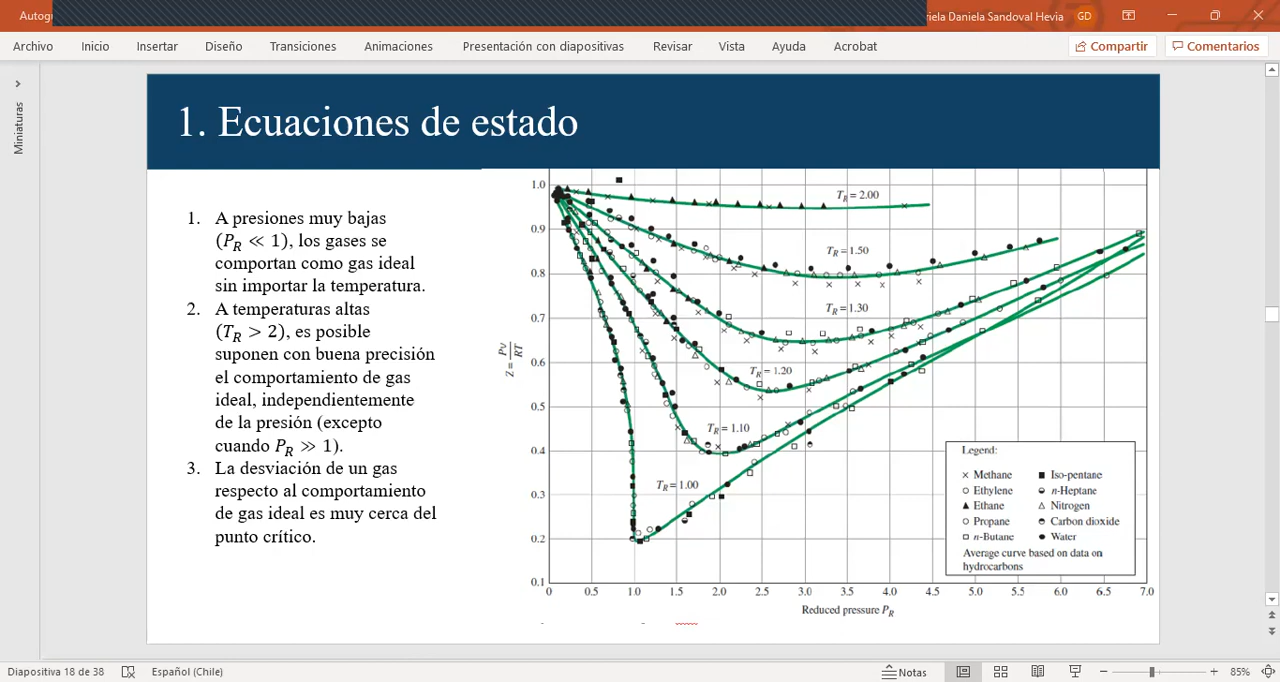 Autog
riela Daniela Sandoval Hevia
GD
Archivo Inicio Insertar Diseño Transiciones Animaciones Presentación con diapositivas Revisar Vista Ayuda Acrobat
Compartir
Comentarios
Miniaturas
1. Ecuaciones de estado
1. A presiones muy bajas
(P_R ≪ 1), los gases se
comportan como gas ideal
sin importar la temperatura.
2. A temperaturas altas
(T_R > 2), es posible
suponen con buena precisión
el comportamiento de gas
ideal, independientemente
de la presión (excepto
cuando P_R ≫ 1).
3. La desviación de un gas
respecto al comportamiento
de gas ideal es muy cerca del
punto crítico.
Z = Pv/RT
1.0
0.9
0.8
0.7
0.6
0.5
0.4
0.3
0.2
0.1
T_R = 2.00
T_R = 1.50
T_R = 1.30
T_R = 1.20
T_R = 1.10
T_R = 1.00
0 0.5 1.0 1.5 2.0 2.5 3.0 3.5 4.0 4.5 5.0 5.5 6.0 6.5 7.0
Reduced pressure P_R
Legend:
× Methane ■ Iso-pentane
○ Ethylene ◒ n-Heptane
▲ Ethane △ Nitrogen
○ Propane ◓ Carbon dioxide
□ n-Butane ● Water
Average curve based on data on
hydrocarbons
Diapositiva 18 de 38
Español (Chile)
Notas
85%